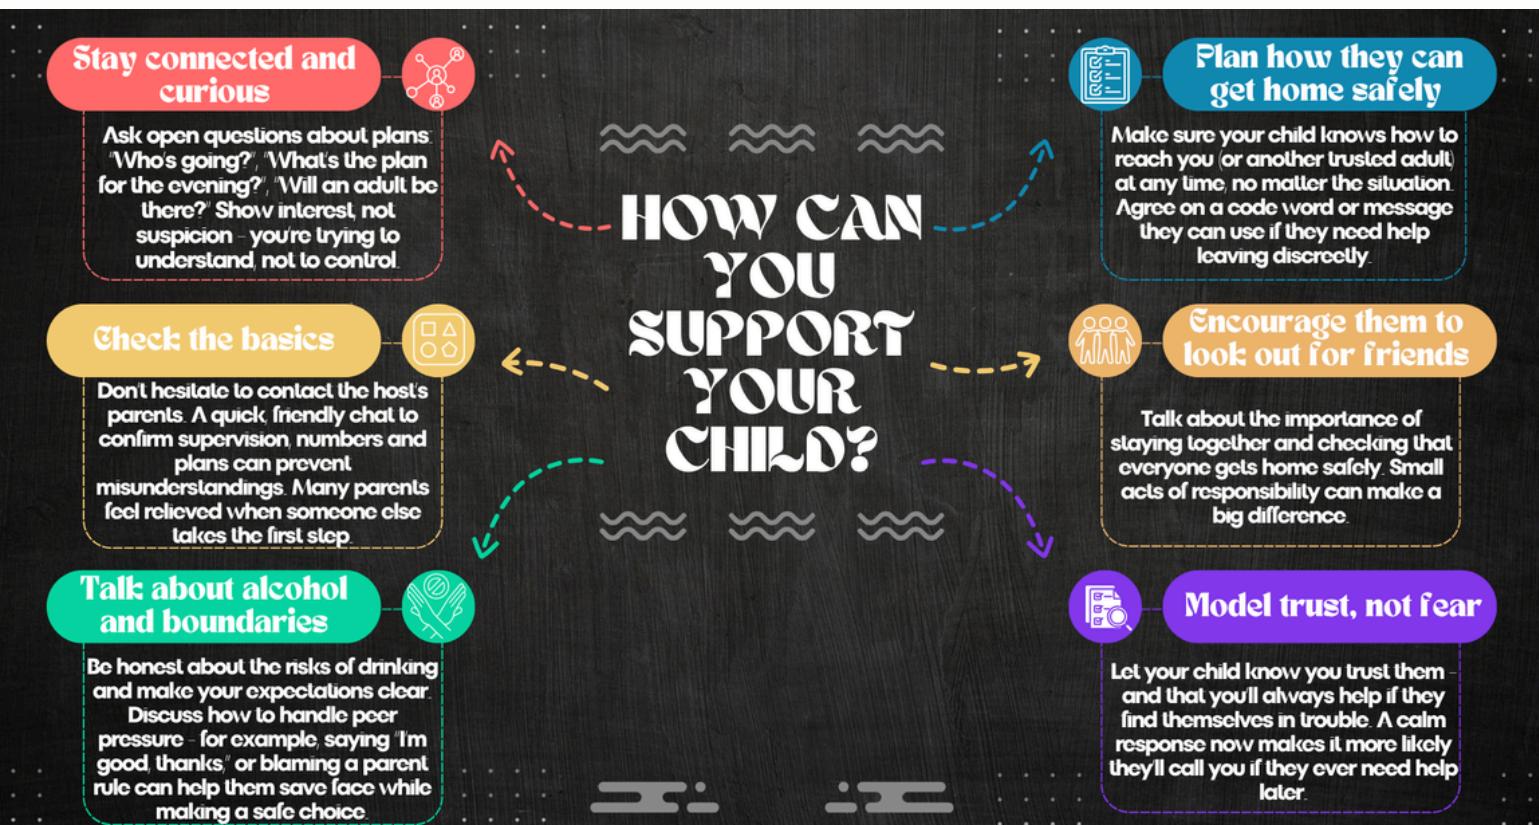 Stay connected and
curious
Ask open questions about plans:
"Who's going?", "What's the plan
for the evening?", "Will an adult be
there?" Show interest, not
suspicion - you're trying to
understand, not to control.
Check the basics
Don't hesitate to contact the host's
parents. A quick, friendly chat to
confirm supervision, numbers and
plans can prevent
misunderstandings. Many parents
feel relieved when someone else
takes the first step.
Talk about alcohol
and boundaries
Be honest about the risks of drinking
and make your expectations clear.
Discuss how to handle peer
pressure - for example, saying "I'm
good, thanks," or blaming a parent
rule can help them save face while
making a safe choice.
HOW CAN
YOU
SUPPORT
YOUR
CHILD?
Plan how they can
get home safely
Make sure your child knows how to
reach you (or another trusted adult)
at any time, no matter the situation.
Agree on a code word or message
they can use if they need help
leaving discreetly.
Encourage them to
look out for friends
Talk about the importance of
staying together and checking that
everyone gets home safely. Small
acts of responsibility can make a
big difference.
Model trust, not fear
Let your child know you trust them -
and that you'll always help if they
find themselves in trouble. A calm
response now makes it more likely
they'll call you if they ever need help
later.